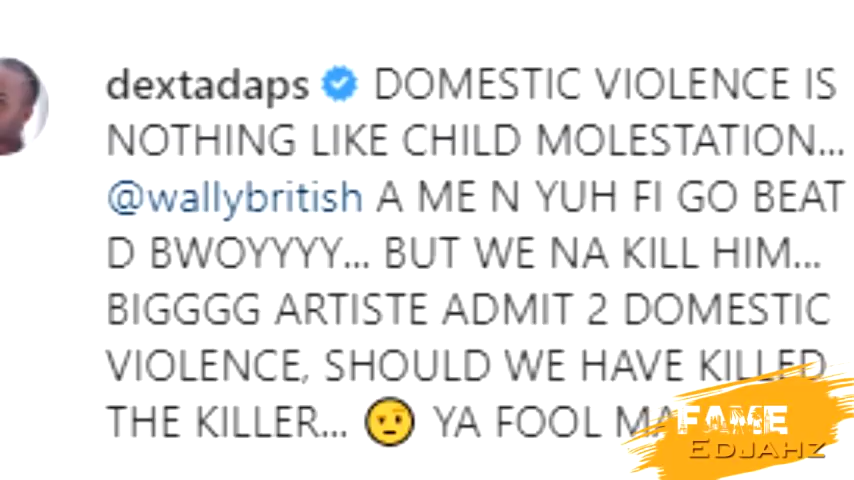 dextadaps DOMESTIC VIOLENCE IS
NOTHING LIKE CHILD MOLESTATION...
@wallybritish A ME N YUH FI GO BEAT
D BWOYYYY... BUT WE NA KILL HIM...
BIGGGG ARTISTE ADMIT 2 DOMESTIC
VIOLENCE, SHOULD WE HAVE KILLED
THE KILLER... 🤨 YA FOOL
FAME
EDJAHZ